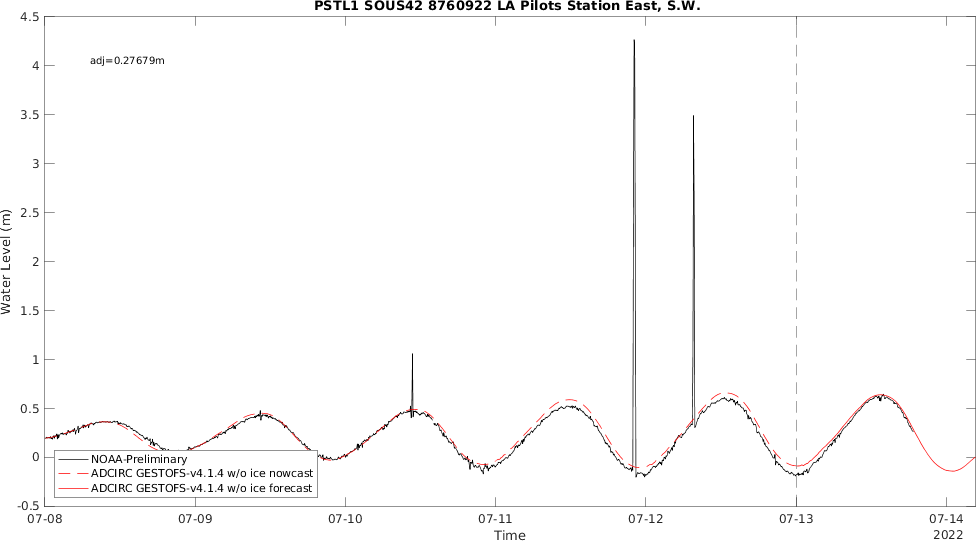 PSTL1 SOUS42 8760922 LA Pilots Station East, S.W.
4.5
4
3.5
3
2.5
2
1.5
1
0.5
0
-0.5
Water Level (m)
adj=0.27679m
NOAA-Preliminary
ADCIRC GESTOFS-v4.1.4 w/o ice nowcast
ADCIRC GESTOFS-v4.1.4 w/o ice forecast
07-08 07-09 07-10 07-11 07-12 07-13 07-14
Time
2022